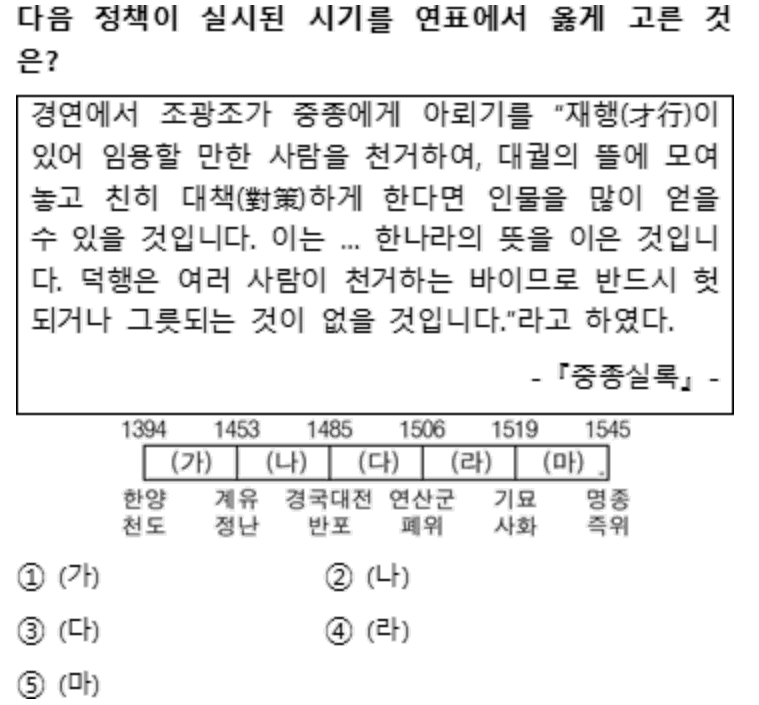 다음 정책이 실시된 시기를 연표에서 옳게 고른 것
은?
경연에서 조광조가 중종에게 아뢰기를 "재행(才行)이
있어 임용할 만한 사람을 천거하여, 대궐의 뜰에 모여
놓고 친히 대책(對策)하게 한다면 인물을 많이 얻을
수 있을 것입니다. 이는 ... 한나라의 뜻을 이은 것입니
다. 덕행은 여러 사람이 천거하는 바이므로 반드시 헛
되거나 그릇되는 것이 없을 것입니다."라고 하였다.
-『중종실록』-
1394 1453 1485 1506 1519 1545
(가) (나) (다) (라) (마)
한양 계유 경국대전 연산군 기묘 명종
천도 정난 반포 폐위 사화 즉위
① (가) ② (나)
③ (다) ④ (라)
⑤ (마)